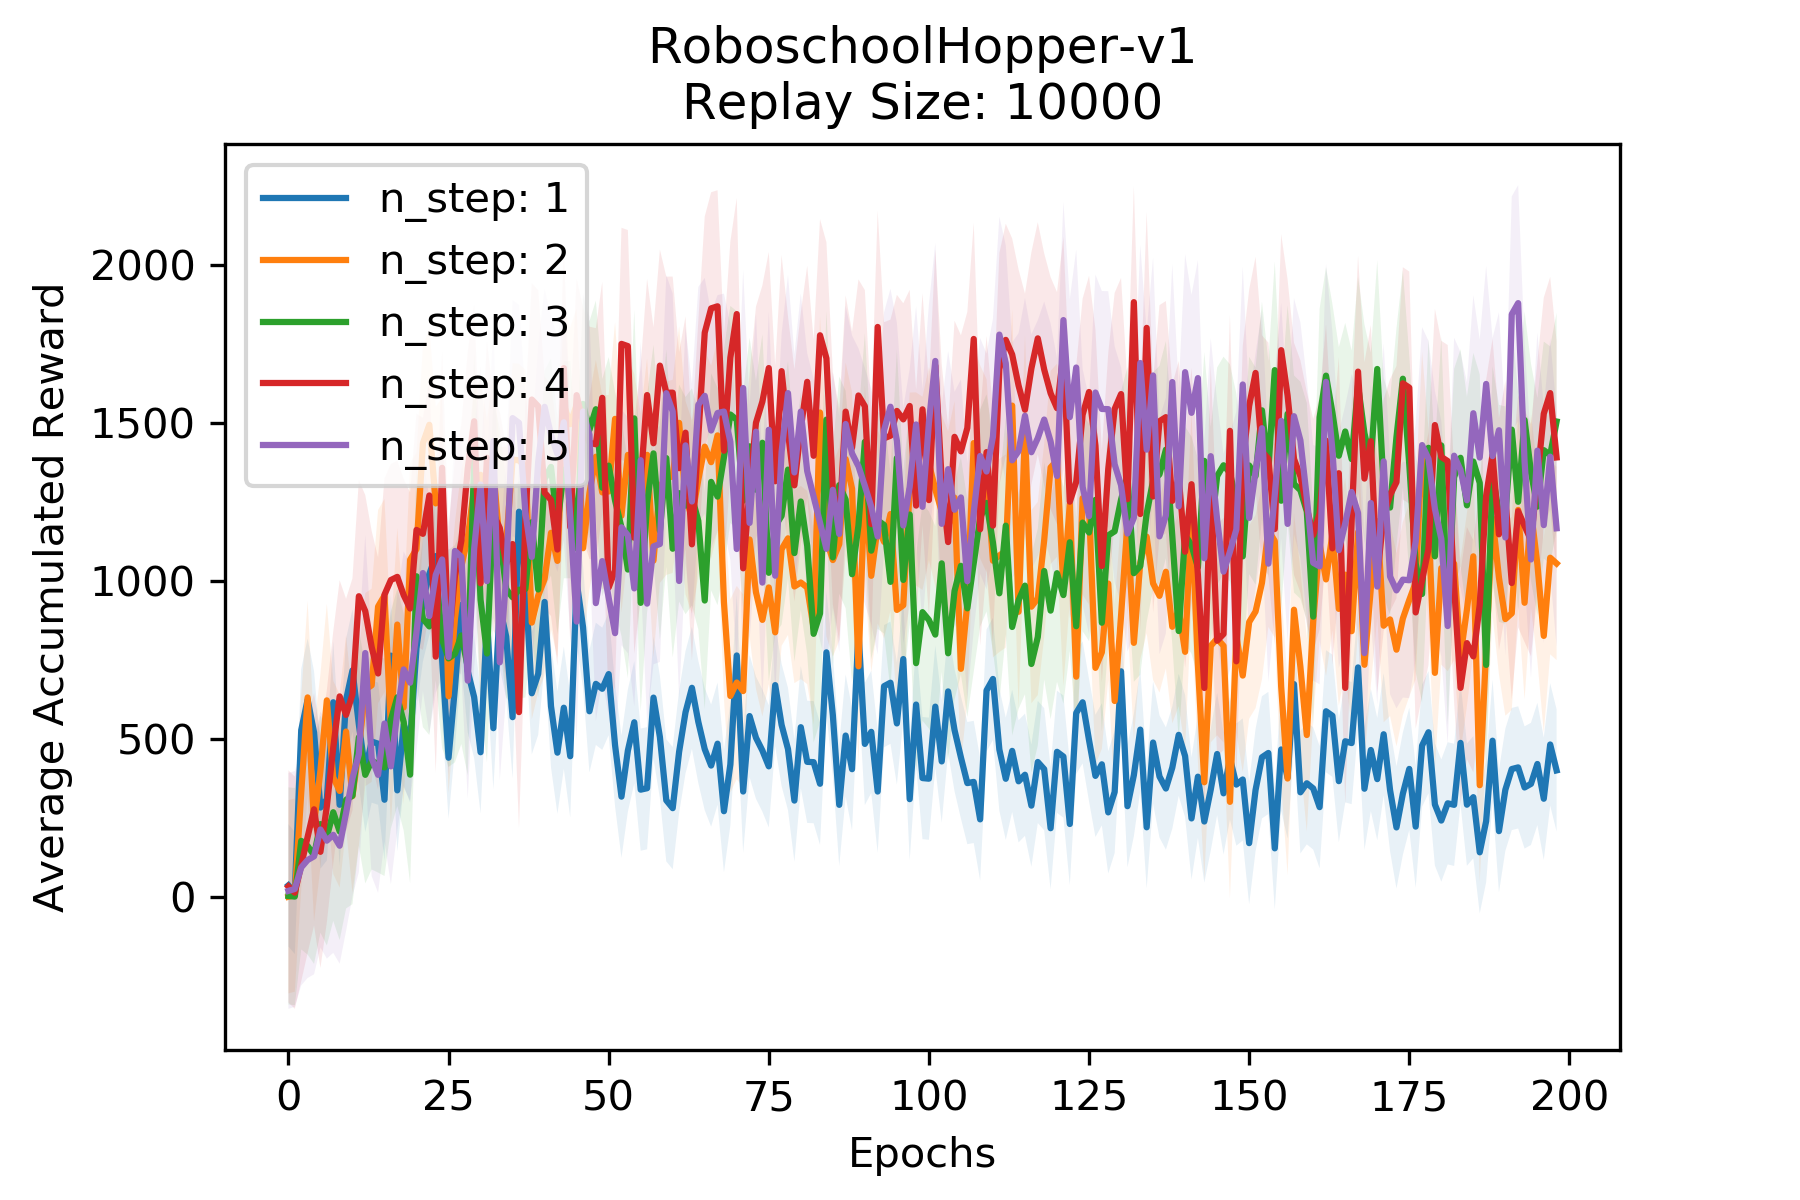 RoboschoolHopper-v1
Replay Size: 10000
n_step: 1
n_step: 2
n_step: 3
n_step: 4
n_step: 5
Average Accumulated Reward
2000
1500
1000
500
0
0 25 50 75 100 125 150 175 200
Epochs